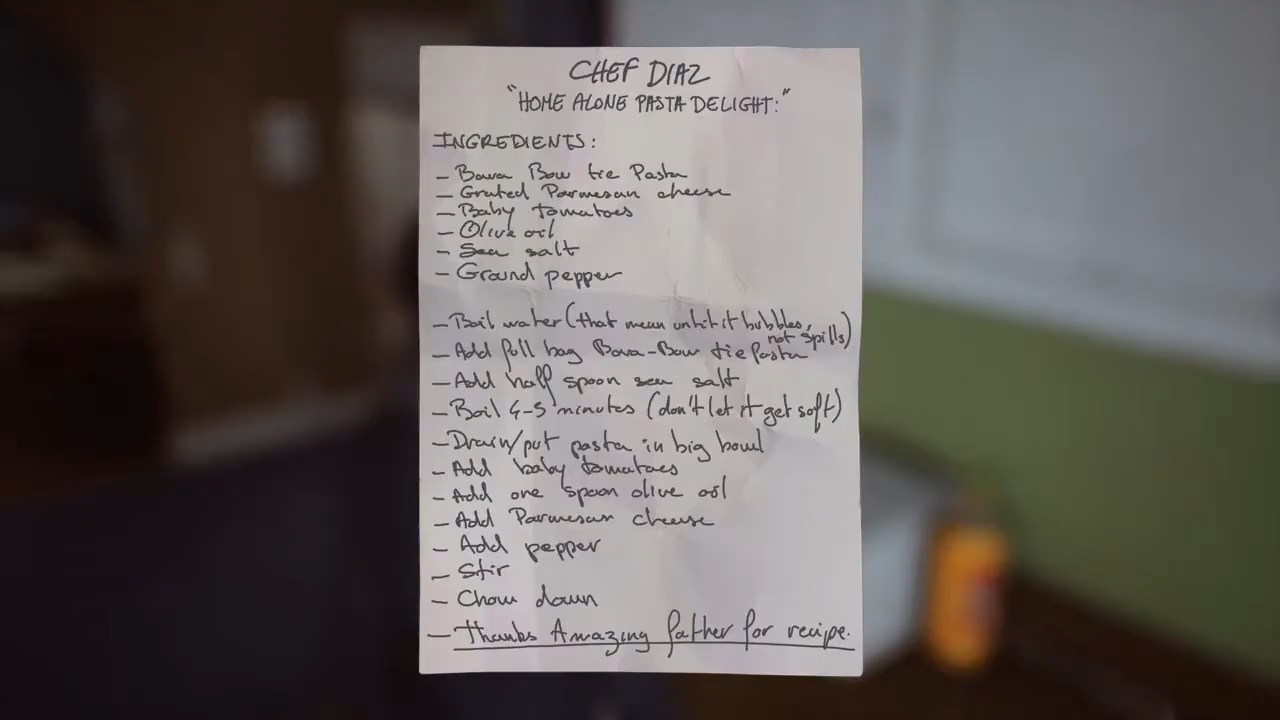 CHEF DIAZ
"HOME ALONE PASTA DELIGHT:"
INGREDIENTS:
- Bava Bow tie Pasta
- Grated Parmesan cheese
- Baby tomatoes
- Olive oil
- Sea salt
- Ground pepper
- Boil water (that mean until it bubbles, not spills)
- Add full bag Bava-Bow tie Pasta
- Add half spoon sea salt
- Boil 4-5 minutes (don't let it get soft)
- Drain/put pasta in big bowl
- Add baby tomatoes
- Add one spoon olive oil
- Add Parmesan cheese
- Add pepper
- Stir
- Chow down
- Thanks Amazing father for recipe.